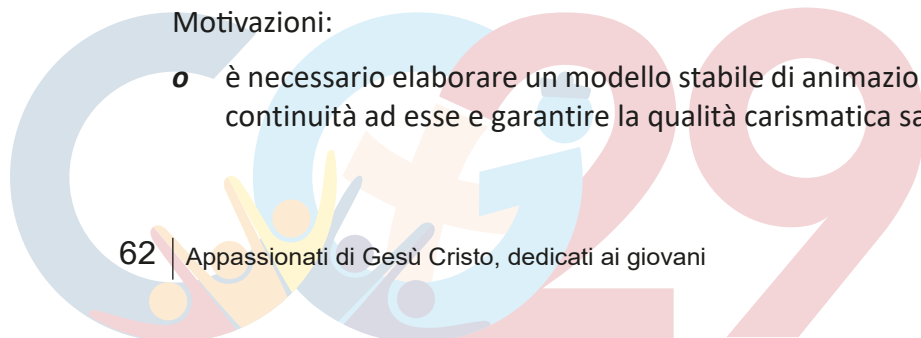 Motivazioni:
o è necessario elaborare un modello stabile di animazio
continuità ad esse e garantire la qualità carismatica sa
CG29
62 | Appassionati di Gesù Cristo, dedicati ai giovani